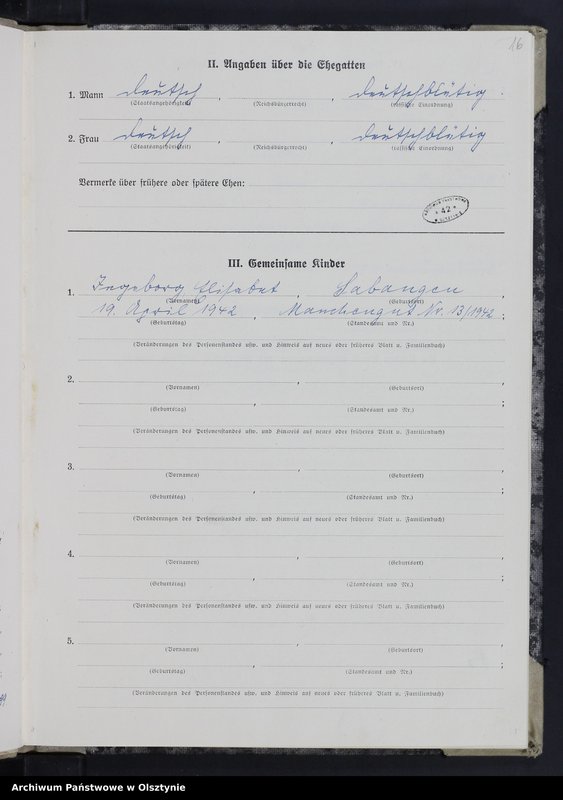 16
II. Angaben über die Ehegatten
1. Mann deutsch, , deutschblütig.
(Staatsangehörigkeit) (Reichsbürgerrecht) (rassische Einordnung)
2. Frau deutsch, , deutschblütig
(Staatsangehörigkeit) (Reichsbürgerrecht) (rassische Einordnung)
Vermerke über frühere oder spätere Ehen:
* 42 *
III. Gemeinsame Kinder
1. Ingeborg Elisabet, Sabangen,
(Vornamen) (Geburtsort)
19. April 1942, Manchengut Nr. 13/1942;
(Geburtstag) (Standesamt und Nr.)
(Veränderungen des Personenstandes usw. und Hinweis auf neues oder früheres Blatt u. Familienbuch)
2. , ,
(Vornamen) (Geburtsort)
, ;
(Geburtstag) (Standesamt und Nr.)
(Veränderungen des Personenstandes usw. und Hinweis auf neues oder früheres Blatt u. Familienbuch)
3. , ,
(Vornamen) (Geburtsort)
, ;
(Geburtstag) (Standesamt und Nr.)
(Veränderungen des Personenstandes usw. und Hinweis auf neues oder früheres Blatt u. Familienbuch)
4. , ,
(Vornamen) (Geburtsort)
, ;
(Geburtstag) (Standesamt und Nr.)
(Veränderungen des Personenstandes usw. und Hinweis auf neues oder früheres Blatt u. Familienbuch)
5. , ,
(Vornamen) (Geburtsort)
, ;
(Geburtstag) (Standesamt und Nr.)
(Veränderungen des Personenstandes usw. und Hinweis auf neues oder früheres Blatt u. Familienbuch)
Archiwum Państwowe w Olsztynie